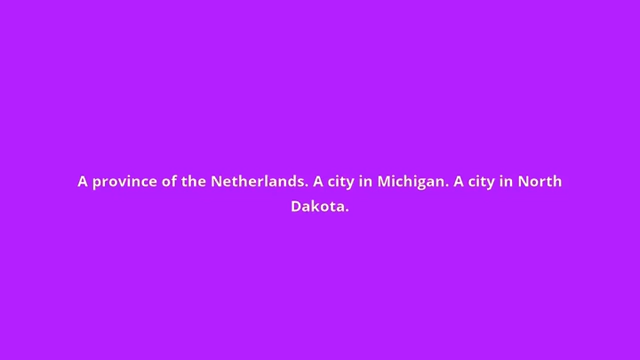 A province of the Netherlands. A city in Michigan. A city in North
Dakota.